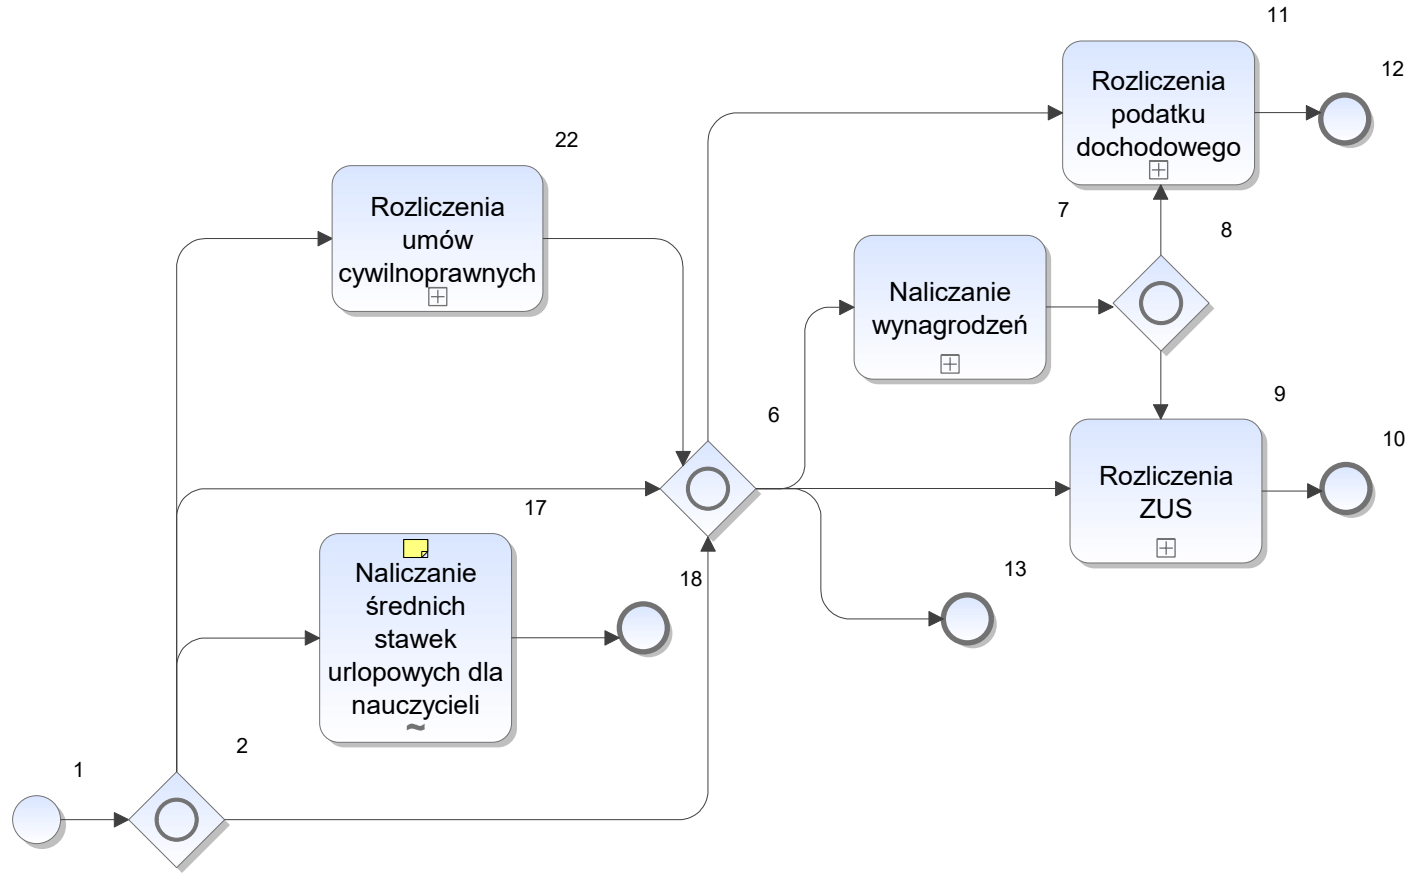 11
12
Rozliczenia
podatku
dochodowego
22
Rozliczenia
umów
cywilnoprawnych
7
8
Naliczanie
wynagrodzeń
6
9
10
Rozliczenia
ZUS
17
Naliczanie
średnich
stawek
urlopowych dla
nauczycieli
18
13
2
1